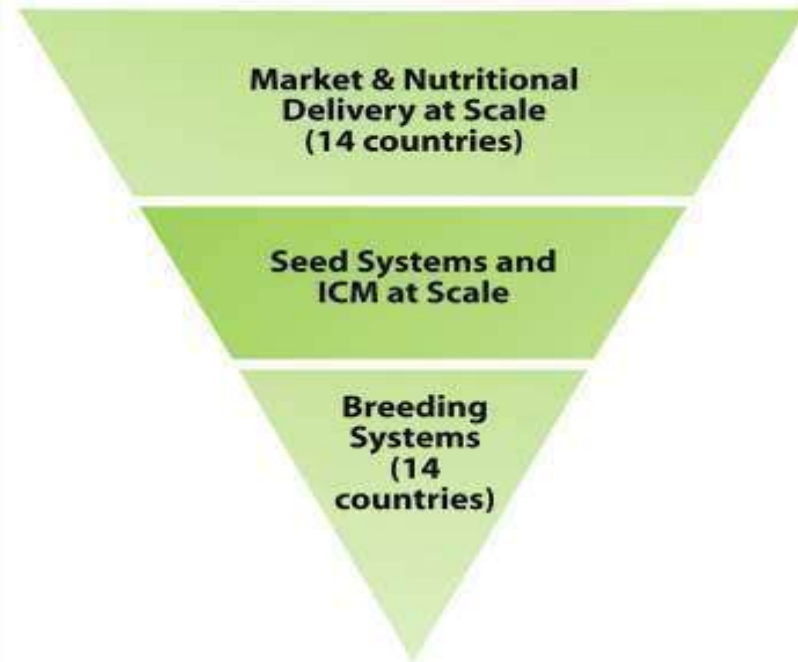 Market & Nutritional
Delivery at Scale
(14 countries)
Seed Systems and
ICM at Scale
Breeding
Systems
(14
countries)